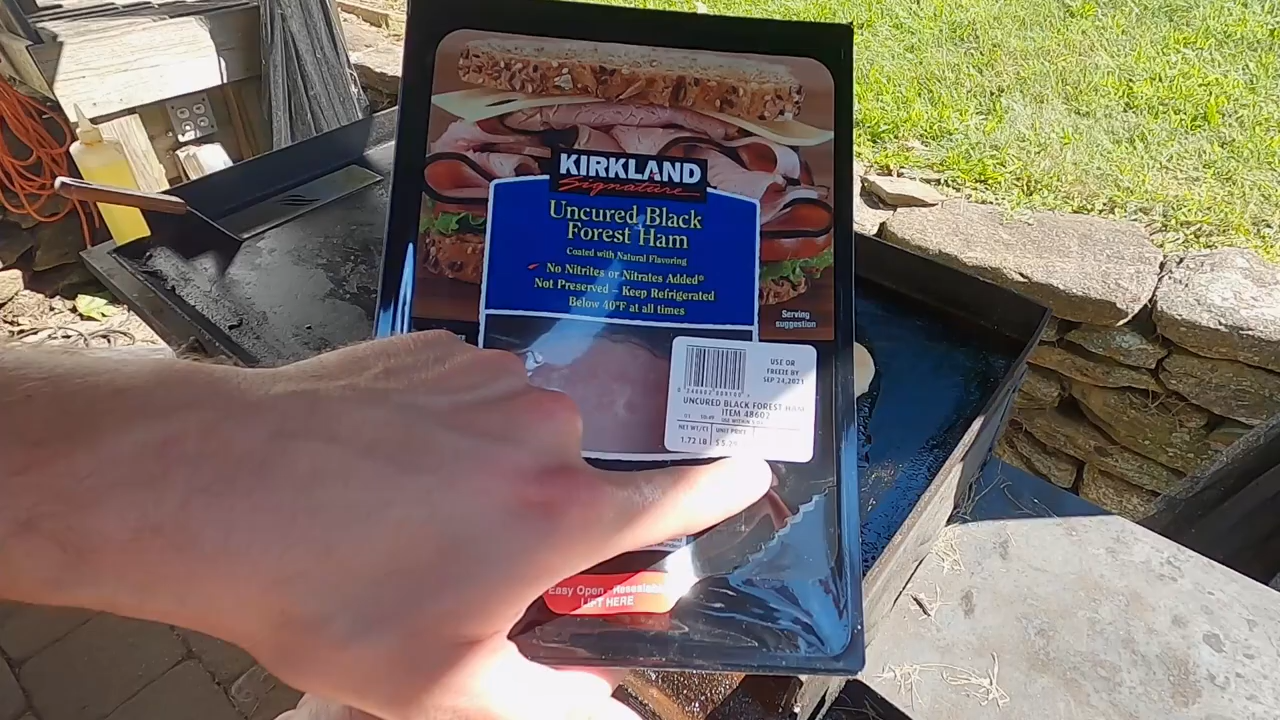 KIRKLAND
Signature
Uncured Black
Forest Ham
Coated with Natural Flavoring
No Nitrites or Nitrates Added*
Not Preserved – Keep Refrigerated
Below 40°F at all times
Serving
suggestion
USE OR
FREEZE BY
SEP 24,2021
UNCURED BLACK FOREST HAM
ITEM 48602
NET WT/CT
UNIT PRICE
1.72 LB
Easy Open - Resealable
LIFT HERE